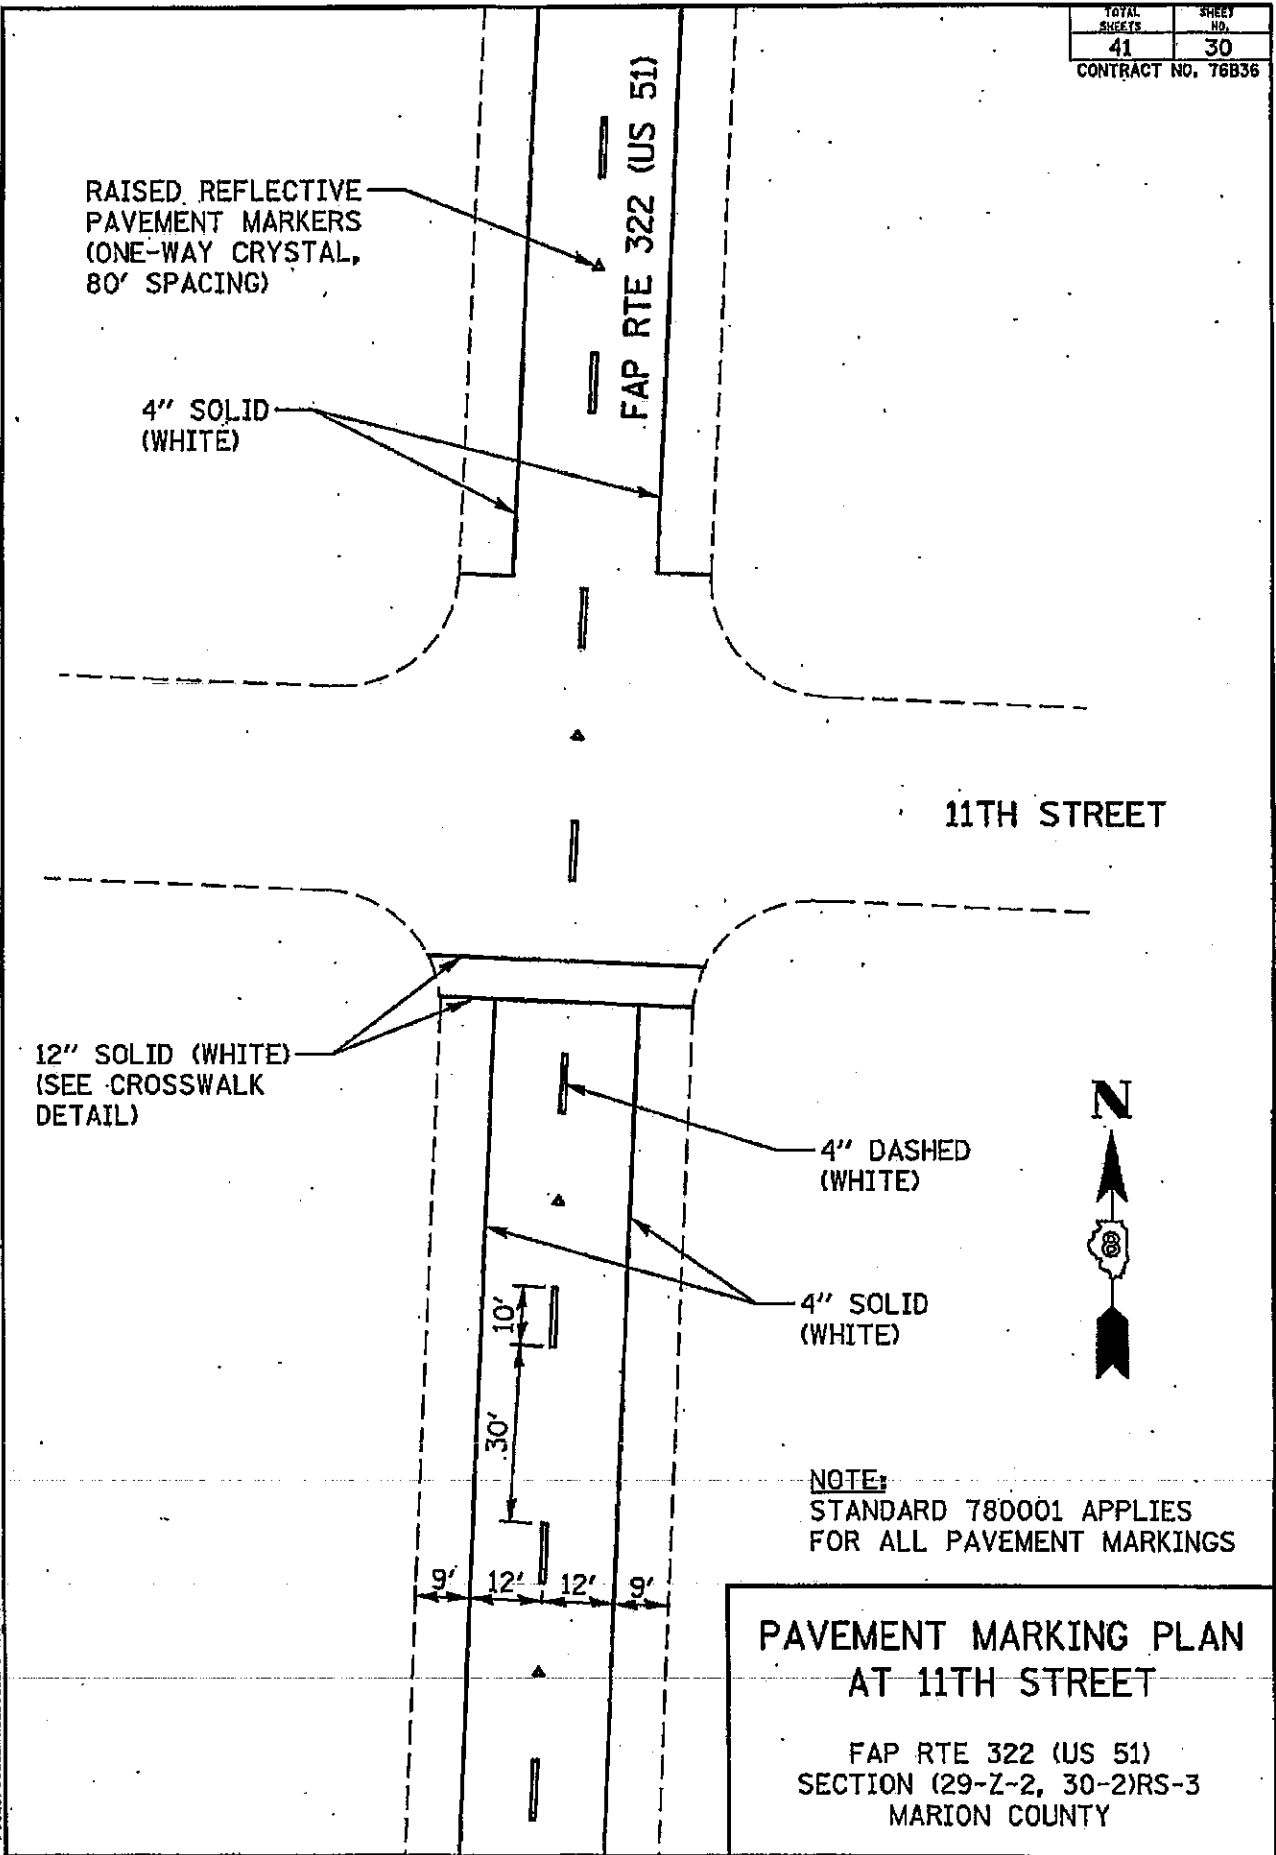 TOTAL SHEETS
SHEET NO.
41
30
CONTRACT NO. 76B36
FAP RTE 322 (US 51)
RAISED REFLECTIVE
PAVEMENT MARKERS
(ONE-WAY CRYSTAL,
80' SPACING)
4" SOLID
(WHITE)
11TH STREET
12" SOLID (WHITE)
(SEE CROSSWALK
DETAIL)
4" DASHED
(WHITE)
N
8
4" SOLID
(WHITE)
10'
30'
9'
12'
12'
9'
NOTE:
STANDARD 780001 APPLIES
FOR ALL PAVEMENT MARKINGS
PAVEMENT MARKING PLAN
AT 11TH STREET
FAP RTE 322 (US 51)
SECTION (29-Z-2, 30-2)RS-3
MARION COUNTY